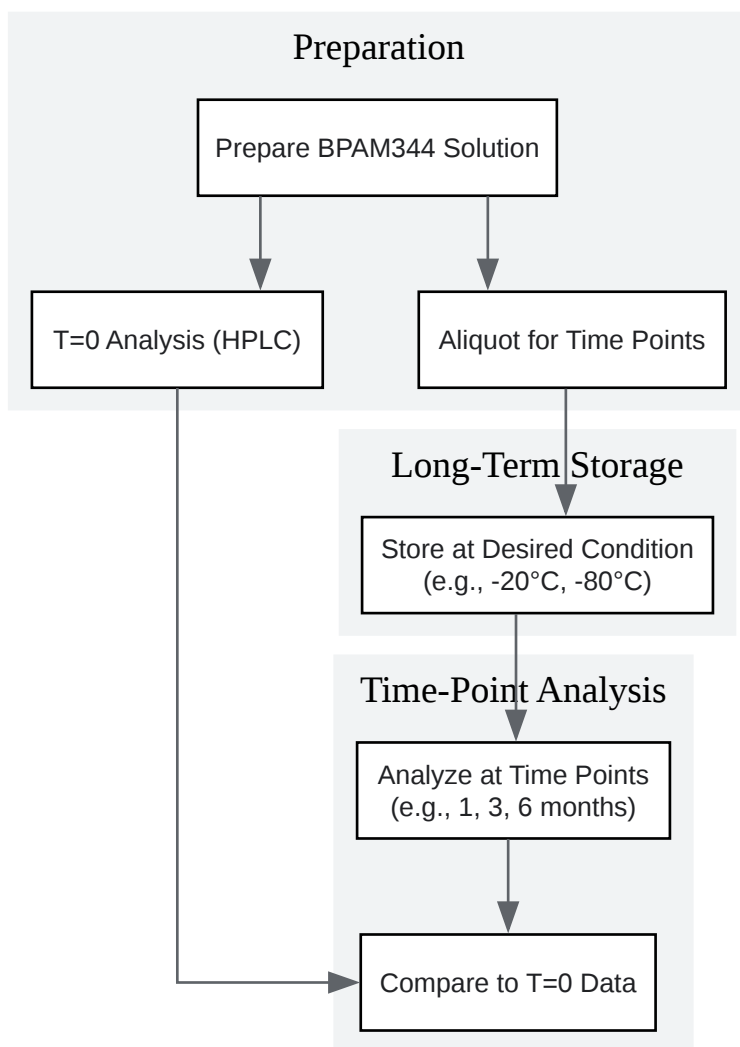 Preparation
Prepare BPAM344 Solution
T=0 Analysis (HPLC)
Aliquot for Time Points
Long-Term Storage
Store at Desired Condition
(e.g., -20°C, -80°C)
Time-Point Analysis
Analyze at Time Points
(e.g., 1, 3, 6 months)
Compare to T=0 Data